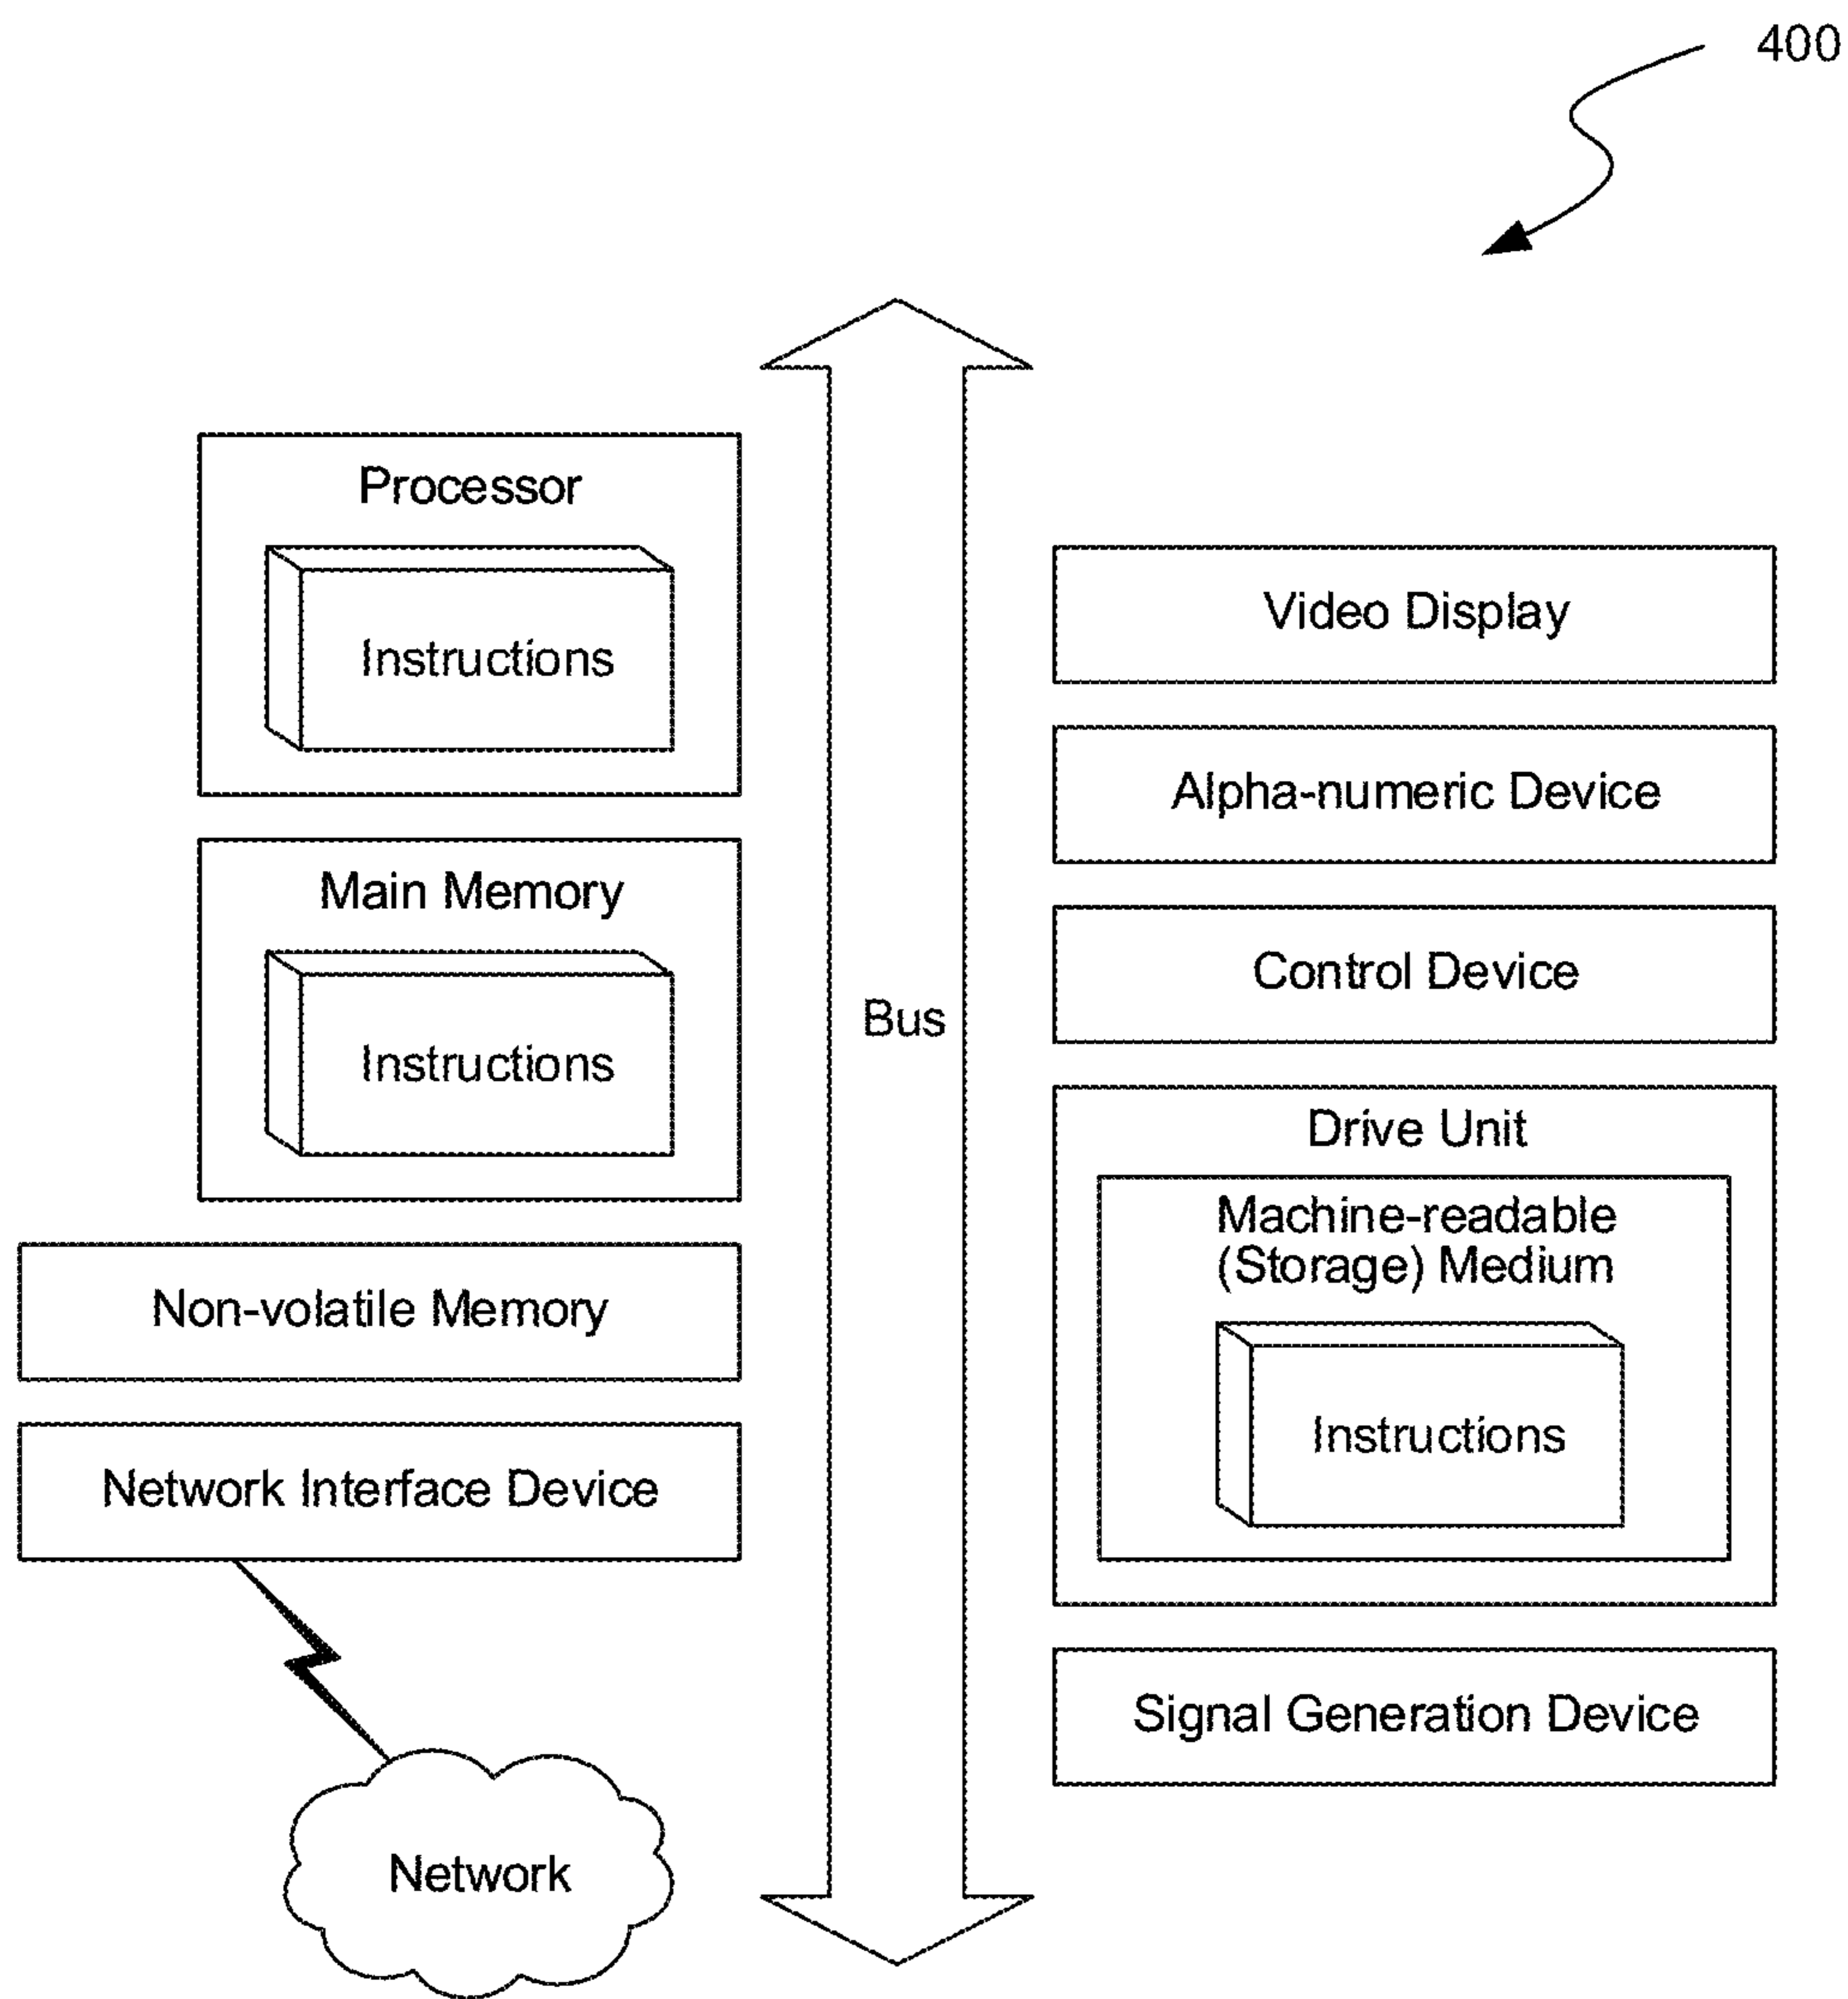 400
Processor
Instructions
Main Memory
Instructions
Non-volatile Memory
Network Interface Device
Network
Bus
Video Display
Alpha-numeric Device
Control Device
Drive Unit
Machine-readable
(Storage) Medium
Instructions
Signal Generation Device